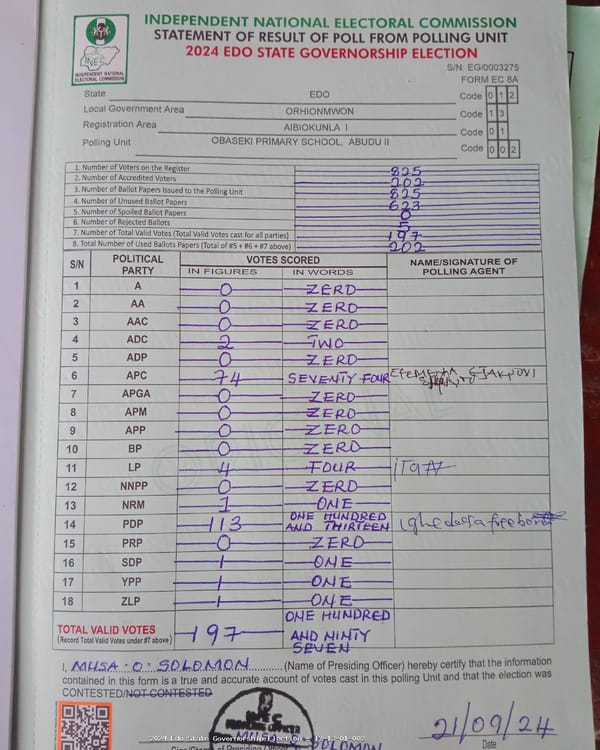 INDEPENDENT NATIONAL ELECTORAL COMMISSION
STATEMENT OF RESULT OF POLL FROM POLLING UNIT
2024 EDO STATE GOVERNORSHIP ELECTION
INEC
INDEPENDENT NATIONAL ELECTORAL COMMISSION
S/N: EG/0003275
FORM EC 8A
State EDO Code 0 1 2
Local Government Area ORHIONMWON Code 1 3
Registration Area AIBIOKUNLA I Code 0 1
Polling Unit OBASEKI PRIMARY SCHOOL, ABUDU II Code 0 0 2
1. Number of Voters on the Register 825
2. Number of Accredited Voters 202
3. Number of Ballot Papers Issued to the Polling Unit 825
4. Number of Unused Ballot Papers 623
5. Number of Spoiled Ballot Papers 0
6. Number of Rejected Ballots 5
7. Number of Total Valid Votes (Total Valid Votes cast for all parties) 197
8. Total Number of Used Ballots Papers (Total of #5 + #6 + #7 above) 202
S/N POLITICAL PARTY VOTES SCORED NAME/SIGNATURE OF POLLING AGENT
IN FIGURES IN WORDS
1 A 0 ZERO
2 AA 0 ZERO
3 AAC 0 ZERO
4 ADC 2 TWO
5 ADP 0 ZERO
6 APC 74 SEVENTY FOUR
7 APGA 0 ZERO
8 APM 0 ZERO
9 APP 0 ZERO
10 BP 0 ZERO
11 LP 4 FOUR
12 NNPP 0 ZERO
13 NRM 1 ONE
14 PDP 113 ONE HUNDRED AND THIRTEEN
15 PRP 0 ZERO
16 SDP 1 ONE
17 YPP 1 ONE
18 ZLP 1 ONE
TOTAL VALID VOTES (Record Total Valid Votes under #7 above) 197 ONE HUNDRED AND NINTY SEVEN
I, MUSA O. SOLOMON (Name of Presiding Officer) hereby certify that the information
contained in this form is a true and accurate account of votes cast in this polling Unit and that the election was
CONTESTED/NOT CONTESTED
2024 Edo State Governorship Election - 12-13-01-002
21/09/24
SOLOMON
Date